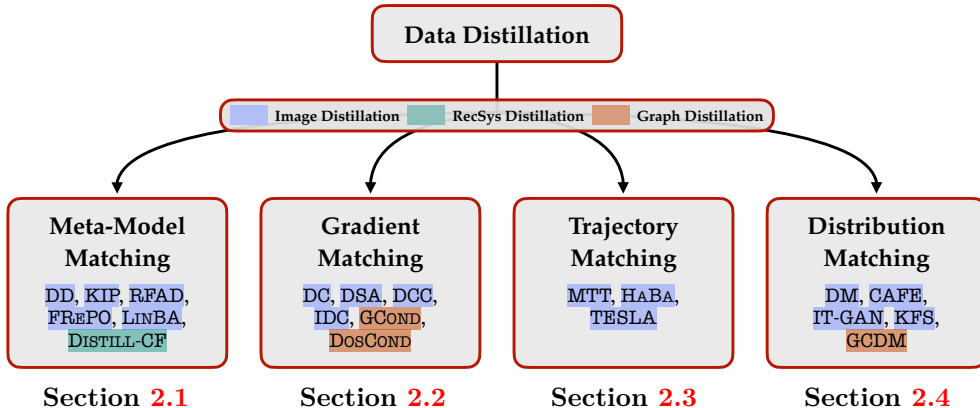 Data Distillation
Image Distillation RecSys Distillation Graph Distillation
Meta-Model
Matching
DD, KIP, RFAD,
FREPO, LINBA,
DISTILL-CF
Section 2.1
Gradient
Matching
DC, DSA, DCC,
IDC, GCOND,
DOSCOND
Section 2.2
Trajectory
Matching
MTT, HABA,
TESLA
Section 2.3
Distribution
Matching
DM, CAFE,
IT-GAN, KFS,
GCDM
Section 2.4